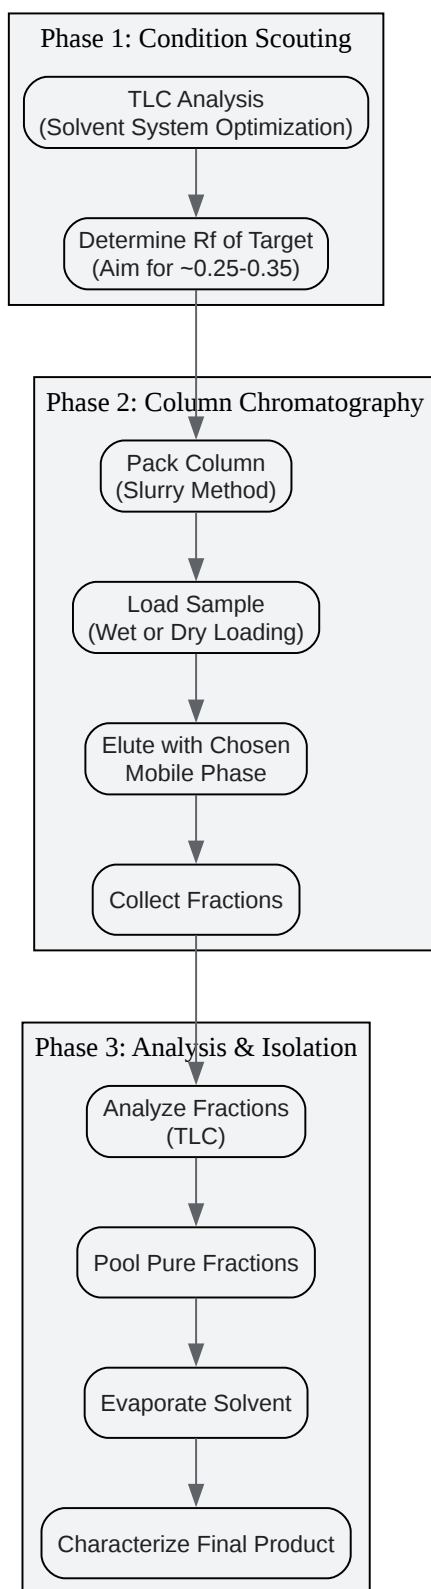 Phase 1: Condition Scouting
TLC Analysis
(Solvent System Optimization)
Determine Rf of Target
(Aim for ~0.25-0.35)
Phase 2: Column Chromatography
Pack Column
(Slurry Method)
Load Sample
(Wet or Dry Loading)
Elute with Chosen
Mobile Phase
Collect Fractions
Phase 3: Analysis & Isolation
Analyze Fractions
(TLC)
Pool Pure Fractions
Evaporate Solvent
Characterize Final Product